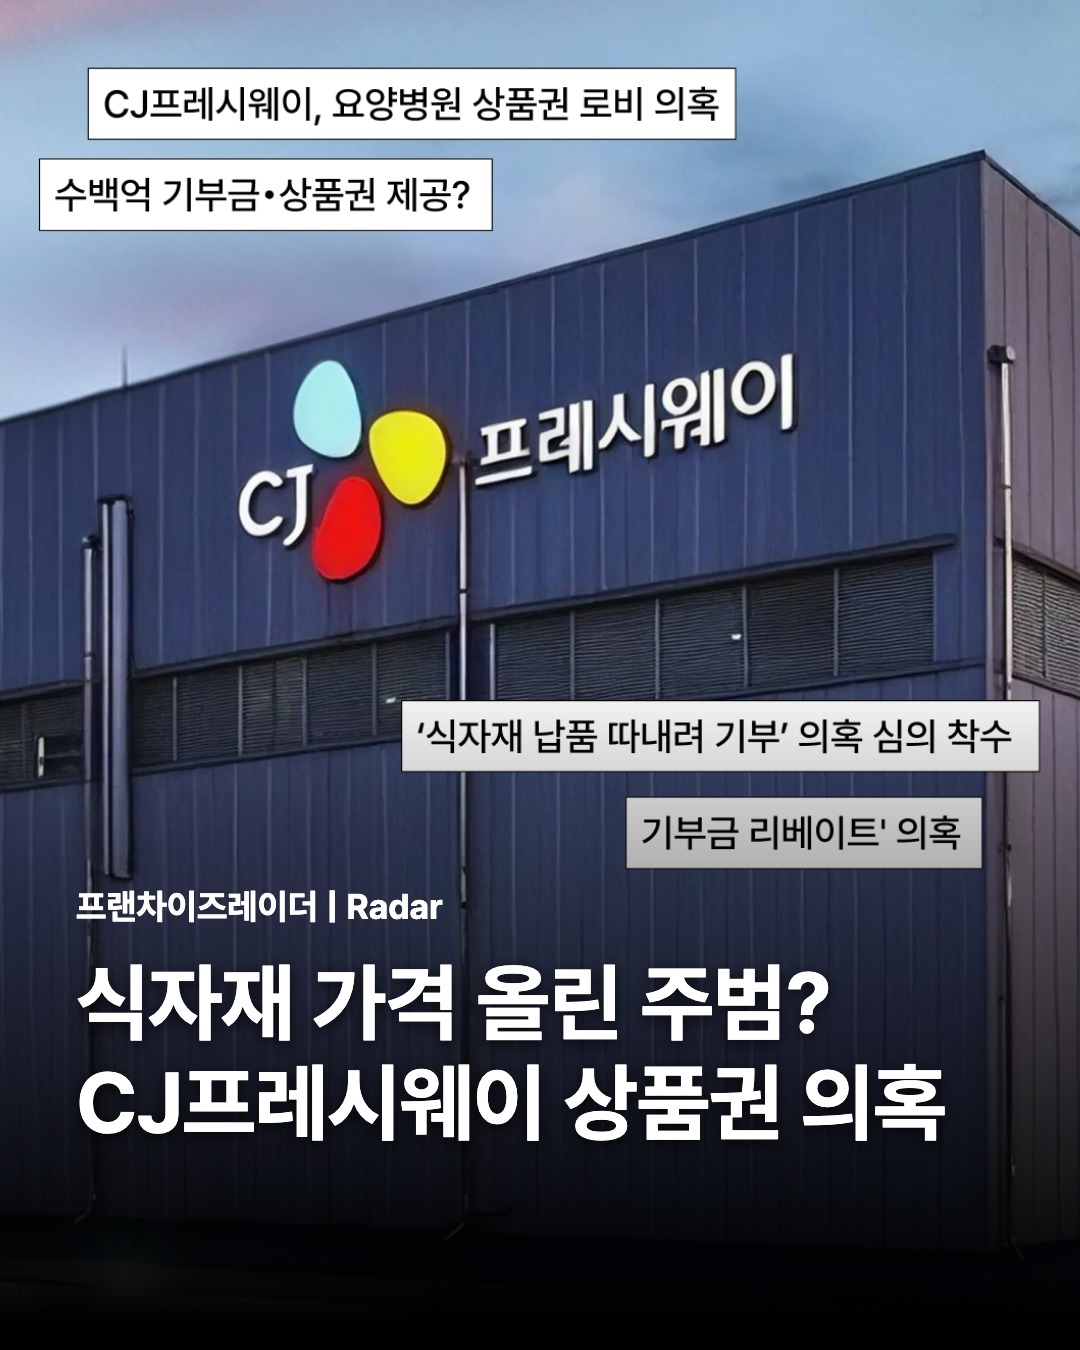 CJ프레시웨이, 요양병원 상품권 로비 의혹
수백억 기부금•상품권 제공?
CJ 프레시웨이
‘식자재 납품 따내려 기부’ 의혹 심의 착수
기부금 리베이트' 의혹
프랜차이즈레이더 | Radar
식자재 가격 올린 주범?
CJ프레시웨이 상품권 의혹